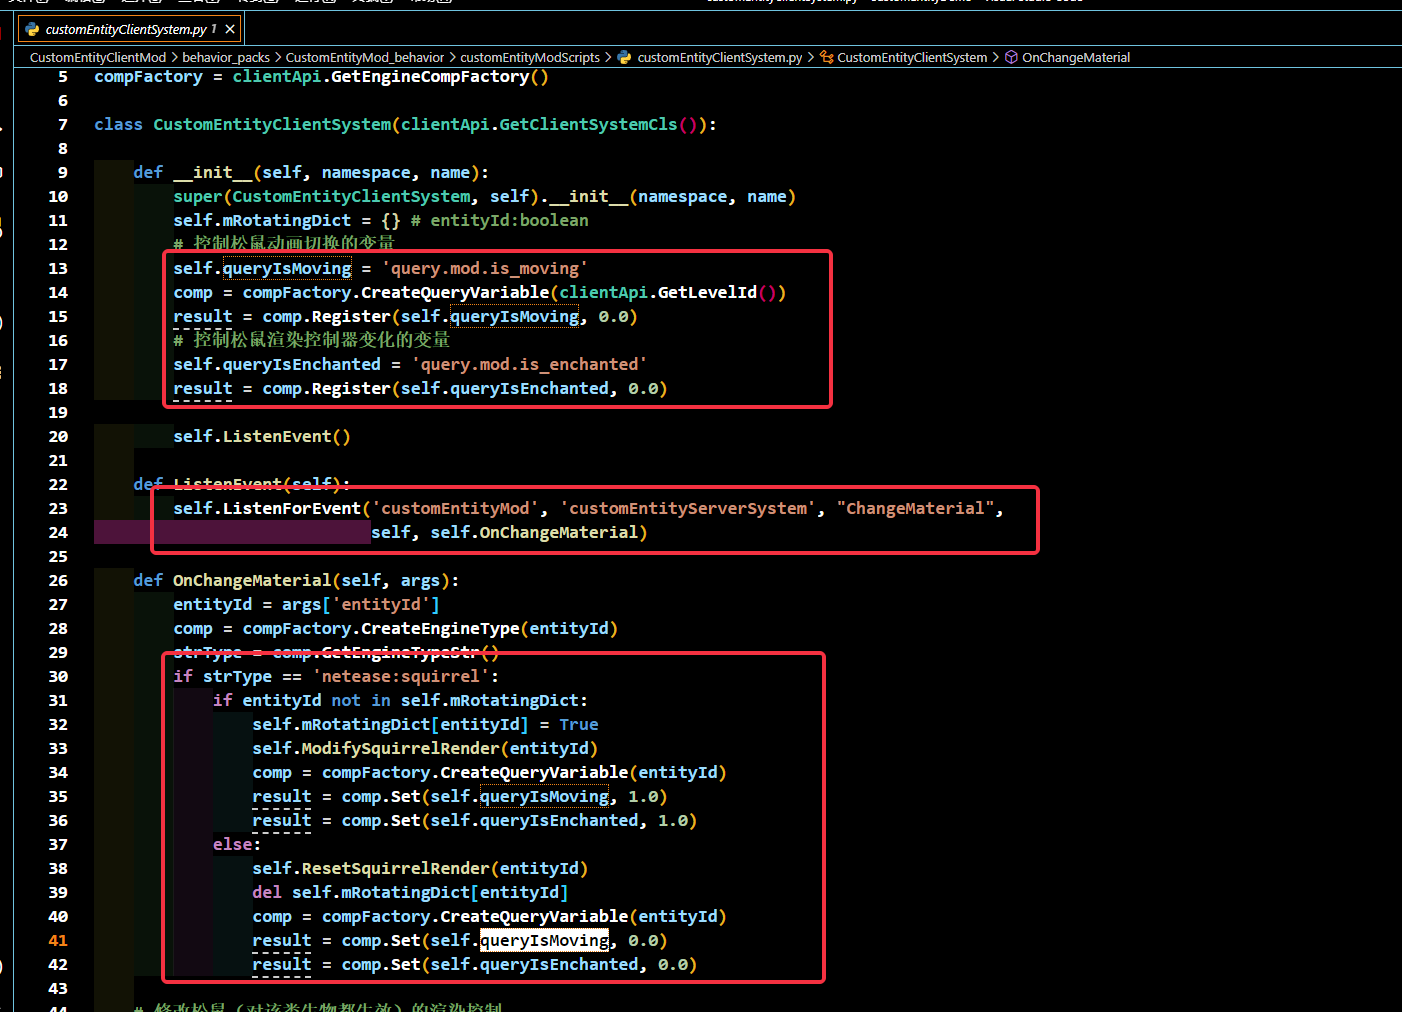 customEntityClientSystem.py 1 ×
CustomEntityClientMod > behavior_packs > CustomEntityMod_behavior > customEntityModScripts > customEntityClientSystem.py > CustomEntityClientSystem > OnChangeMaterial
5 compFactory = clientApi.GetEngineCompFactory()
6
7 class CustomEntityClientSystem(clientApi.GetClientSystemCls()):
8
9 def __init__(self, namespace, name):
10 super(CustomEntityClientSystem, self).__init__(namespace, name)
11 self.mRotatingDict = {} # entityId:boolean
12 # 控制松鼠动画切换的变量
13 self.queryIsMoving = 'query.mod.is_moving'
14 comp = compFactory.CreateQueryVariable(clientApi.GetLevelId())
15 result = comp.Register(self.queryIsMoving, 0.0)
16 # 控制松鼠渲染控制器变化的变量
17 self.queryIsEnchanted = 'query.mod.is_enchanted'
18 result = comp.Register(self.queryIsEnchanted, 0.0)
19
20 self.ListenEvent()
21
22 def ListenEvent(self):
23 self.ListenForEvent('customEntityMod', 'customEntityServerSystem', "ChangeMaterial",
24 self, self.OnChangeMaterial)
25
26 def OnChangeMaterial(self, args):
27 entityId = args['entityId']
28 comp = compFactory.CreateEngineType(entityId)
29 strType = comp.GetEngineTypeStr()
30 if strType == 'netease:squirrel':
31 if entityId not in self.mRotatingDict:
32 self.mRotatingDict[entityId] = True
33 self.ModifySquirrelRender(entityId)
34 comp = compFactory.CreateQueryVariable(entityId)
35 result = comp.Set(self.queryIsMoving, 1.0)
36 result = comp.Set(self.queryIsEnchanted, 1.0)
37 else:
38 self.ResetSquirrelRender(entityId)
39 del self.mRotatingDict[entityId]
40 comp = compFactory.CreateQueryVariable(entityId)
41 result = comp.Set(self.queryIsMoving, 0.0)
42 result = comp.Set(self.queryIsEnchanted, 0.0)
43
44 # 修改松鼠（对该类生物都生效）的渲染控制